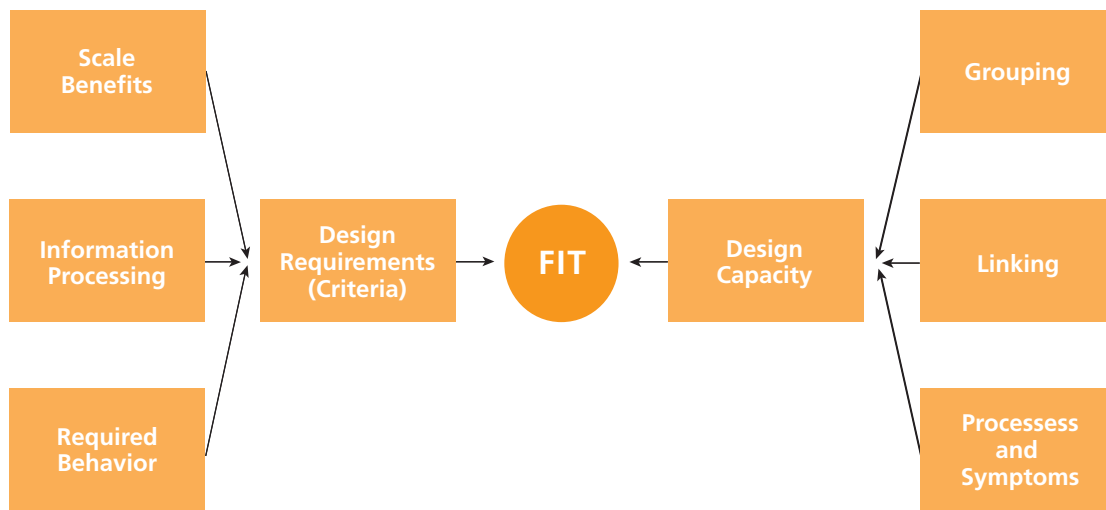 Scale
Benefits
Information
Processing
Required
Behavior
Design
Requirements
(Criteria)
FIT
Design
Capacity
Grouping
Linking
Processess
and
Symptoms